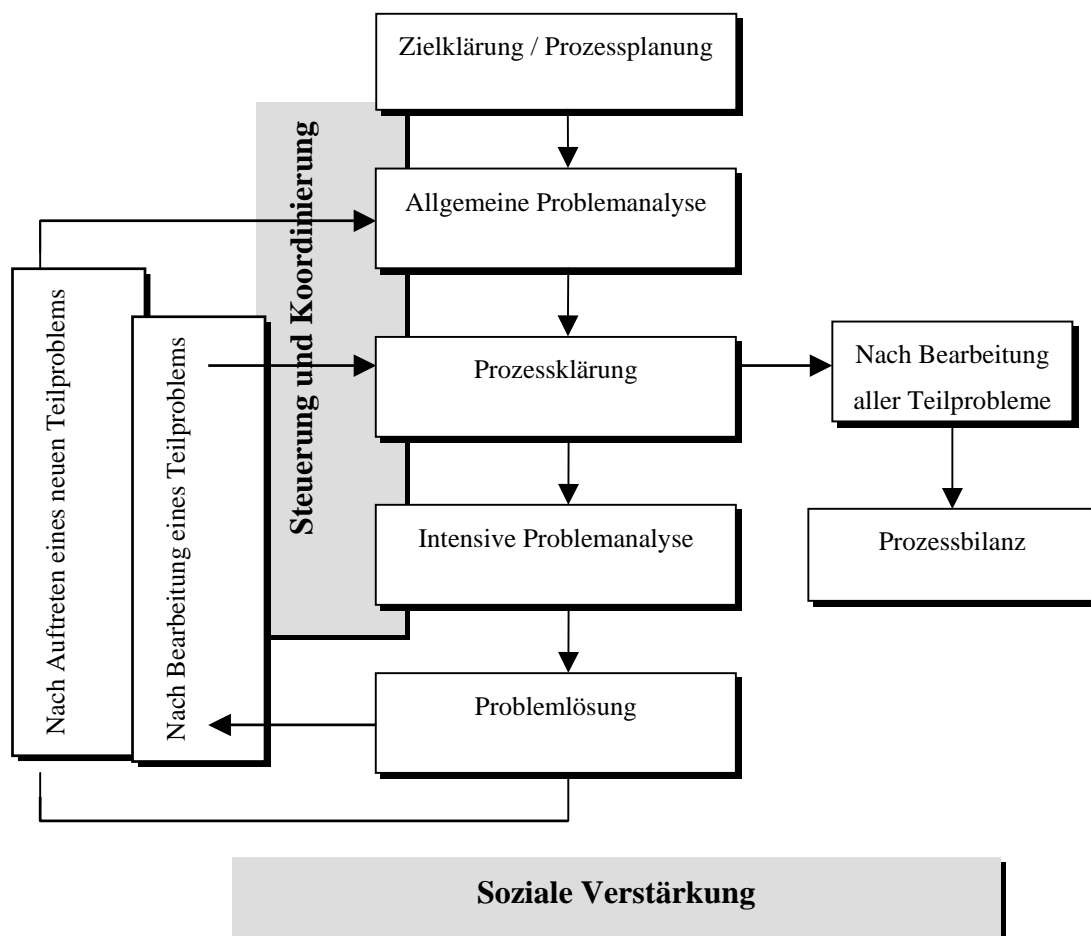 Zielklärung / Prozessplanung
Steuerung und Koordinierung
Allgemeine Problemanalyse
Nach Auftreten eines neuen Teilproblems
Nach Bearbeitung eines Teilproblems
Prozessklärung
Nach Bearbeitung
aller Teilprobleme
Intensive Problemanalyse
Prozessbilanz
Problemlösung
Soziale Verstärkung